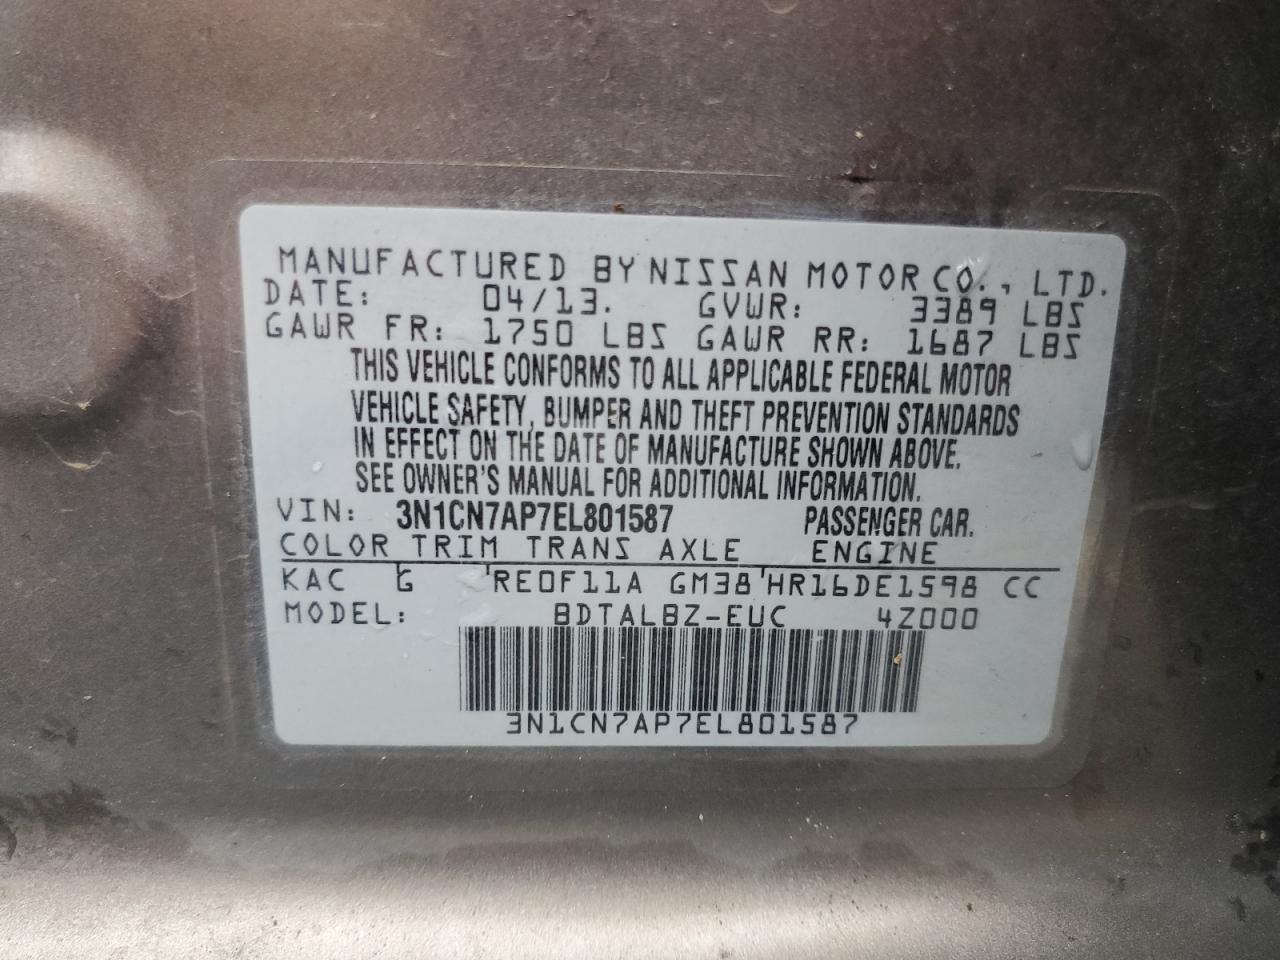 MANUFACTURED BY NISSAN MOTOR CO., LTD.
DATE: 04/13. GVWR: 3389 LBS
GAWR FR: 1750 LBS GAWR RR: 1687 LBS
THIS VEHICLE CONFORMS TO ALL APPLICABLE FEDERAL MOTOR
VEHICLE SAFETY, BUMPER AND THEFT PREVENTION STANDARDS
IN EFFECT ON THE DATE OF MANUFACTURE SHOWN ABOVE.
SEE OWNER'S MANUAL FOR ADDITIONAL INFORMATION.
VIN: 3N1CN7AP7EL801587 PASSENGER CAR.
COLOR TRIM TRANS AXLE ENGINE
KAC G RE0F11A GM38 HR16DE1598 CC
MODEL: BDTALBZ-EUC 4Z000
3N1CN7AP7EL801587